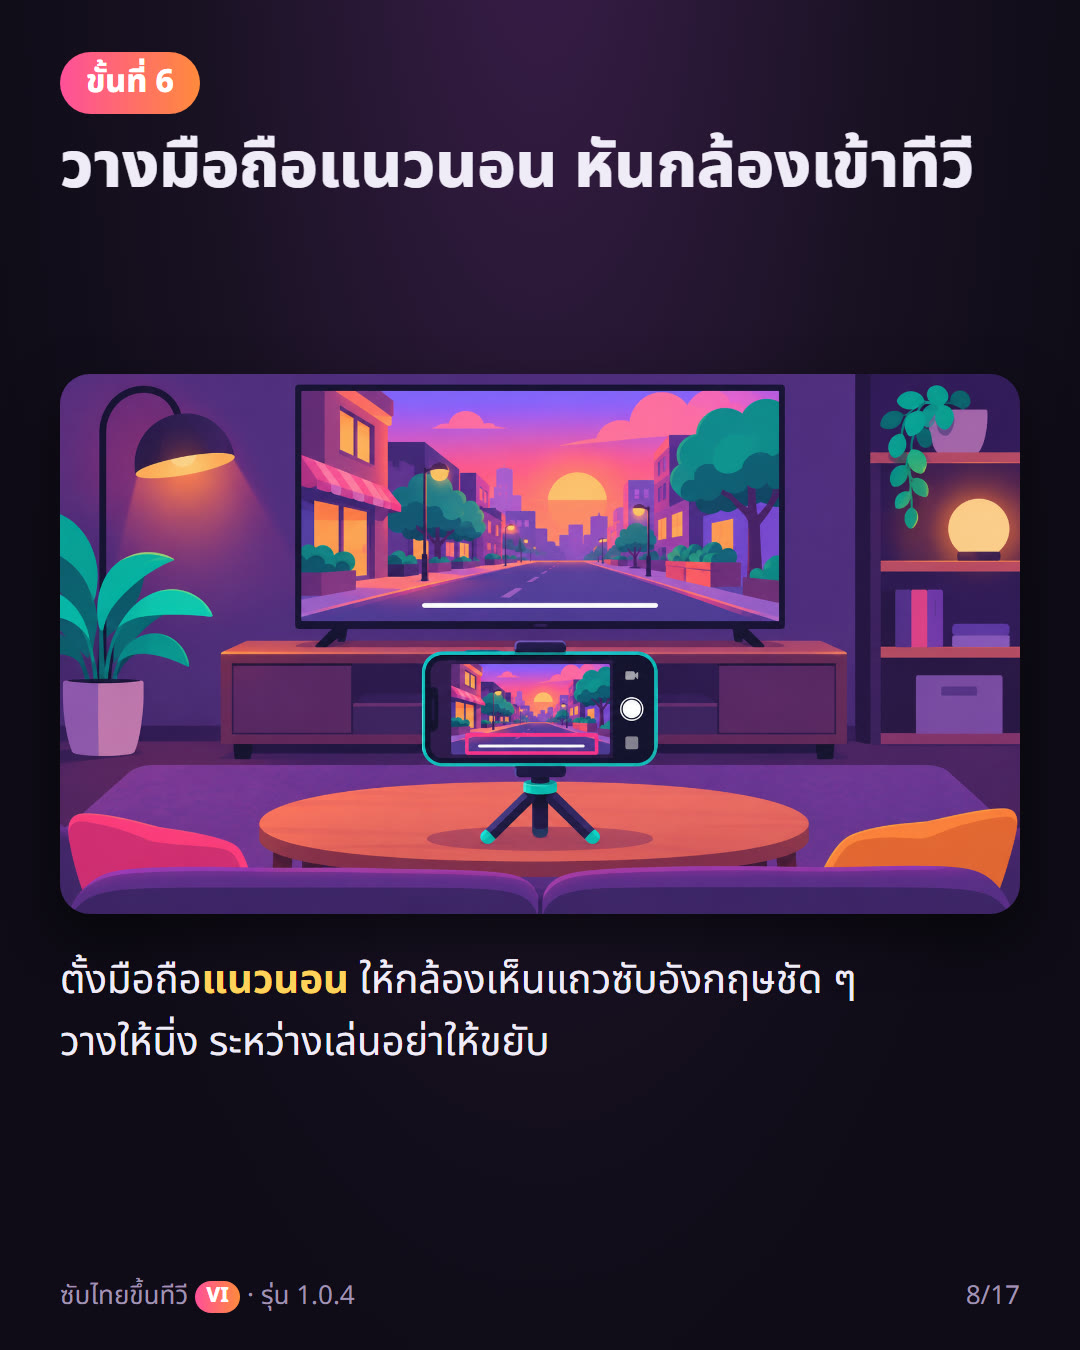 ขั้นที่ 6
วางมือถือแนวนอน หันกล้องเข้าทีวี
ตั้งมือถือแนวนอน ให้กล้องเห็นแถวซับอังกฤษชัด ๆ
วางให้นิ่ง ระหว่างเล่นอย่าให้ขยับ
ซับไทยขึ้นทีวี VI · รุ่น 1.0.4
8/17